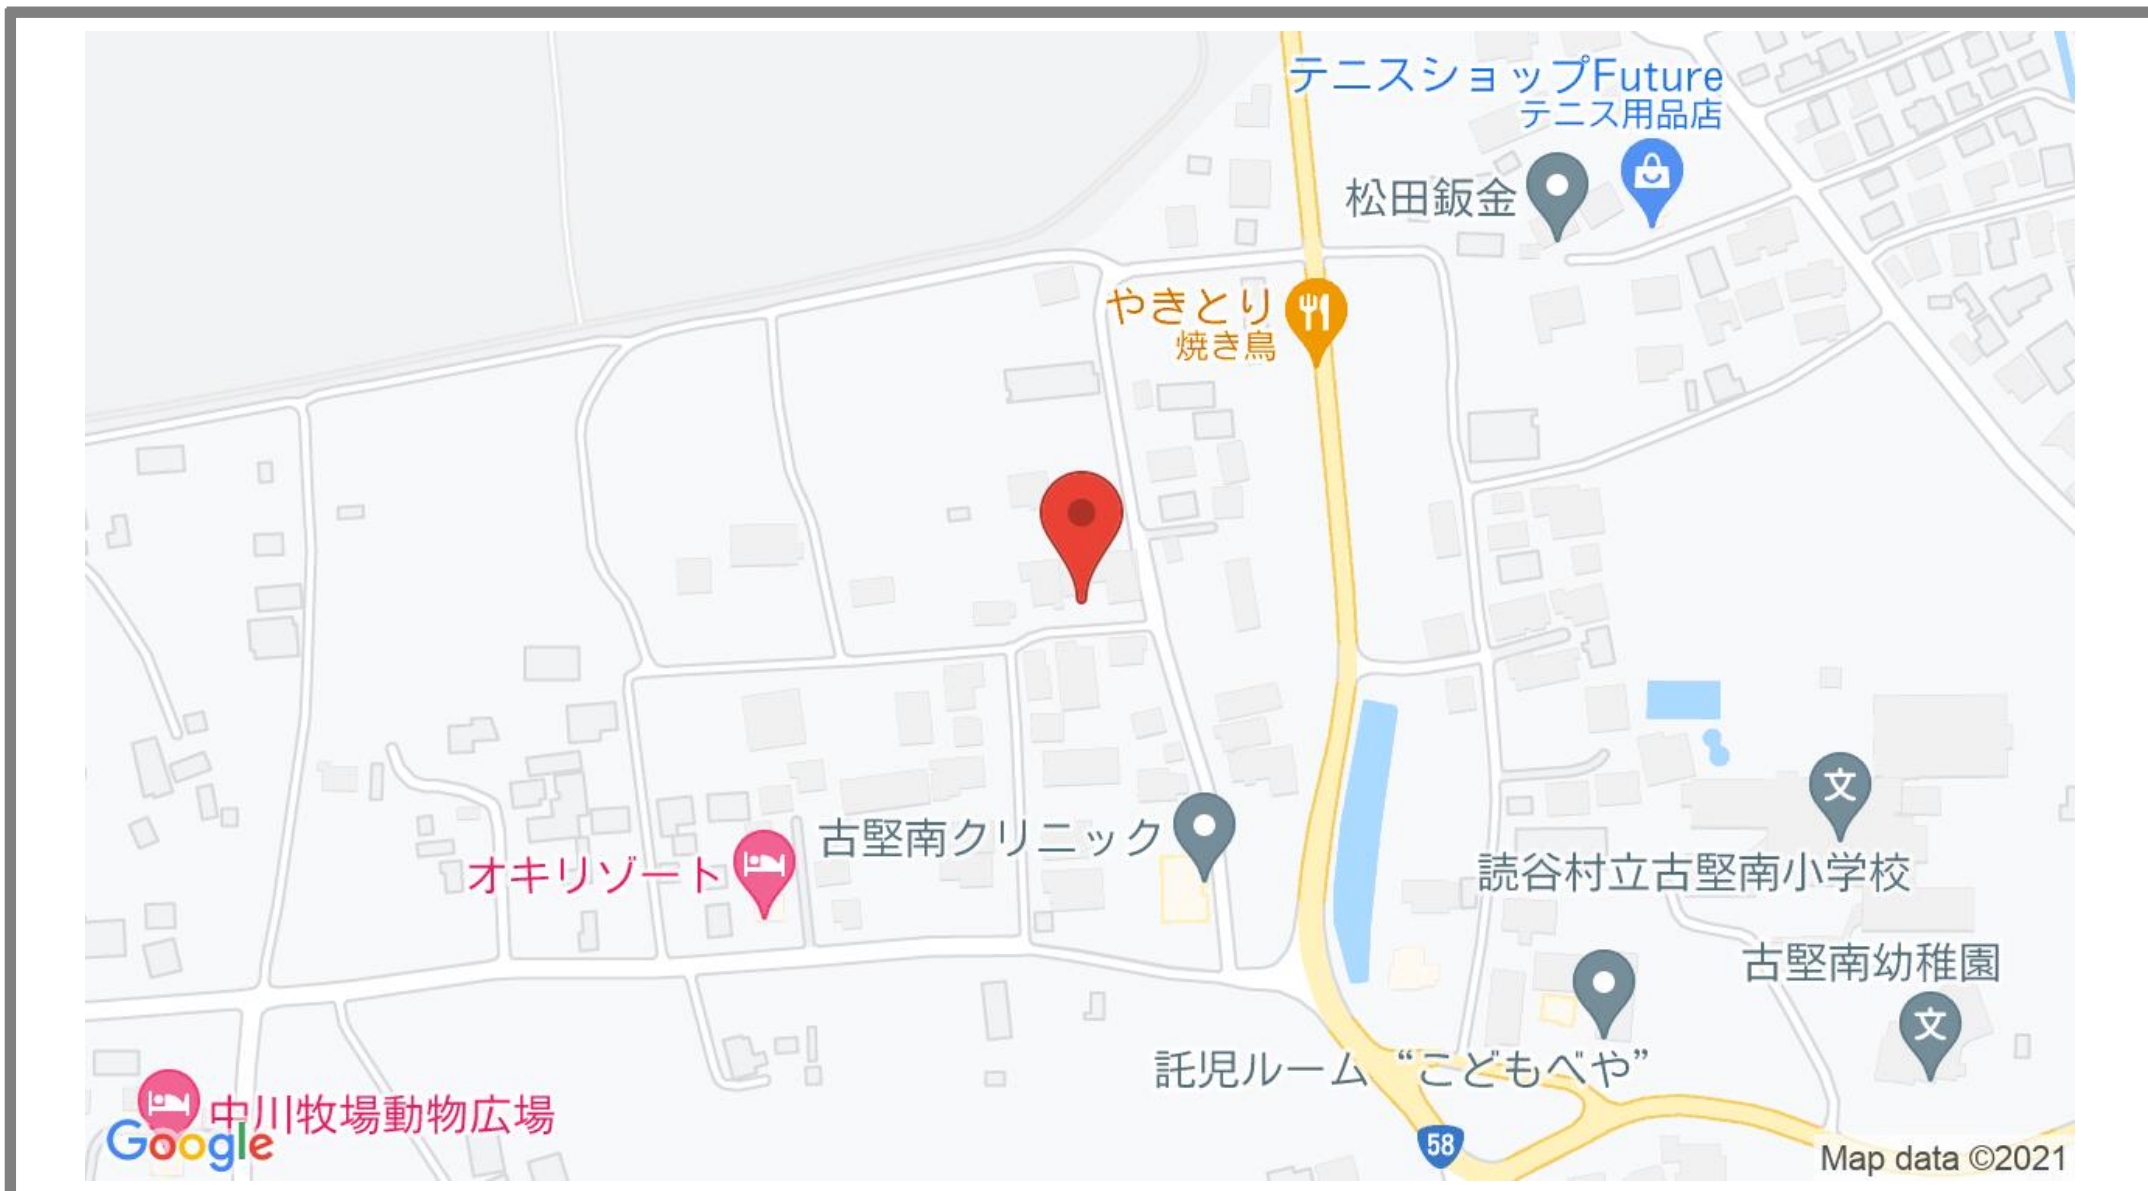 テニスショップFuture
テニス用品店
松田鈑金
やきとり
焼き鳥
古堅南クリニック
オキリゾート
文
読谷村立古堅南小学校
古堅南幼稚園
文
託児ルーム “こどもべや”
中川牧場動物広場
Google
58
Map data ©2021